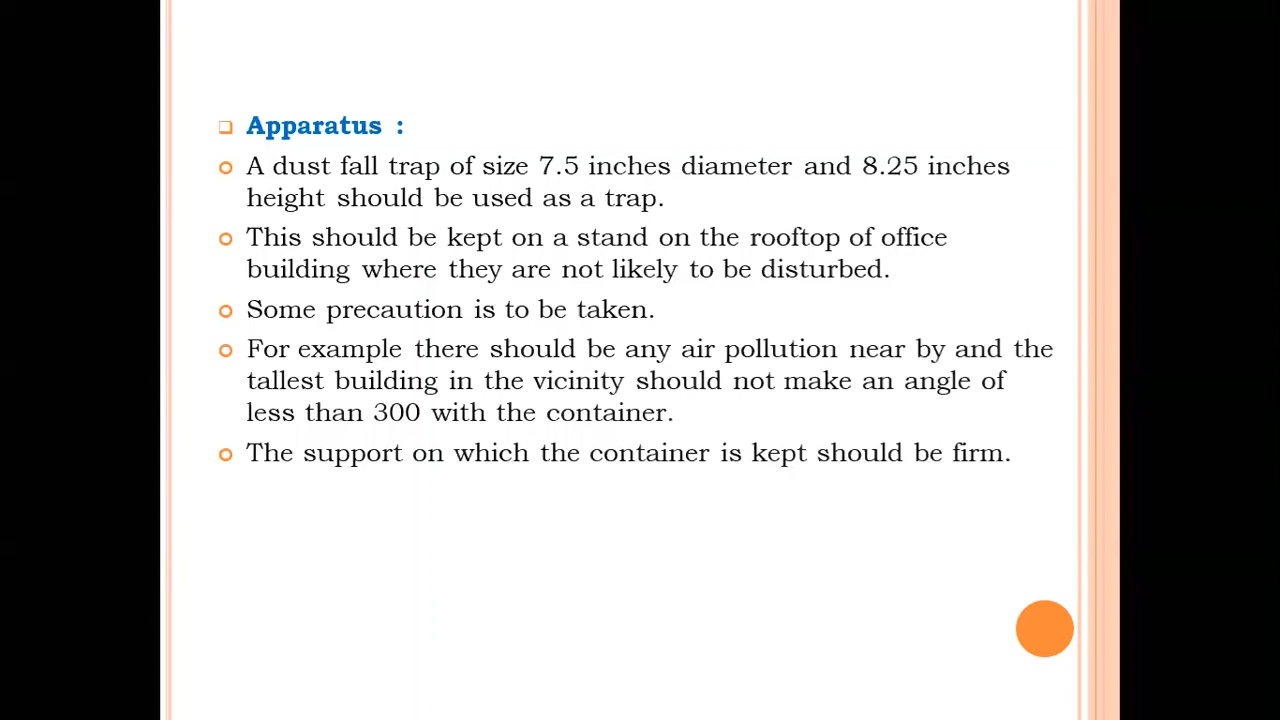 Apparatus :
A dust fall trap of size 7.5 inches diameter and 8.25 inches
height should be used as a trap.
This should be kept on a stand on the rooftop of office
building where they are not likely to be disturbed.
Some precaution is to be taken.
For example there should be any air pollution near by and the
tallest building in the vicinity should not make an angle of
less than 300 with the container.
The support on which the container is kept should be firm.